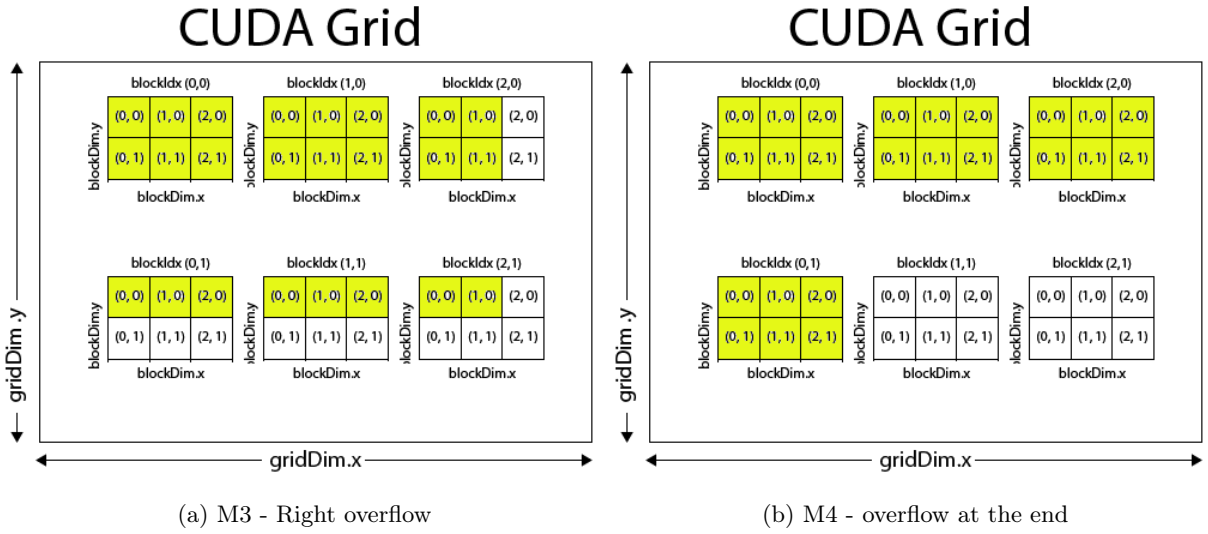 CUDA Grid
blockIdx (0,0) blockIdx (1,0) blockIdx (2,0)
blockDim.y (0, 0) (1, 0) (2, 0) blockDim.y (0, 0) (1, 0) (2, 0) blockDim.y (0, 0) (1, 0) (2, 0)
(0, 1) (1, 1) (2, 1) (0, 1) (1, 1) (2, 1) (0, 1) (1, 1) (2, 1)
blockDim.x blockDim.x blockDim.x
blockIdx (0,1) blockIdx (1,1) blockIdx (2,1)
blockDim.y (0, 0) (1, 0) (2, 0) blockDim.y (0, 0) (1, 0) (2, 0) blockDim.y (0, 0) (1, 0) (2, 0)
(0, 1) (1, 1) (2, 1) (0, 1) (1, 1) (2, 1) (0, 1) (1, 1) (2, 1)
blockDim.x blockDim.x blockDim.x
gridDim .y
gridDim.x
(a) M3 - Right overflow
CUDA Grid
blockIdx (0,0) blockIdx (1,0) blockIdx (2,0)
blockDim.y (0, 0) (1, 0) (2, 0) blockDim.y (0, 0) (1, 0) (2, 0) blockDim.y (0, 0) (1, 0) (2, 0)
(0, 1) (1, 1) (2, 1) (0, 1) (1, 1) (2, 1) (0, 1) (1, 1) (2, 1)
blockDim.x blockDim.x blockDim.x
blockIdx (0,1) blockIdx (1,1) blockIdx (2,1)
blockDim.y (0, 0) (1, 0) (2, 0) blockDim.y (0, 0) (1, 0) (2, 0) blockDim.y (0, 0) (1, 0) (2, 0)
(0, 1) (1, 1) (2, 1) (0, 1) (1, 1) (2, 1) (0, 1) (1, 1) (2, 1)
blockDim.x blockDim.x blockDim.x
gridDim .y
gridDim.x
(b) M4 - overflow at the end